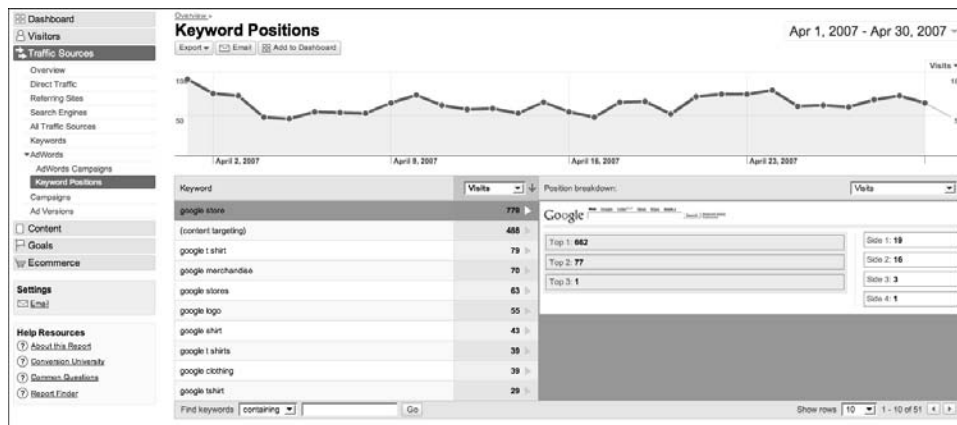 Dashboard
Visitors
Traffic Sources
Overview
Direct Traffic
Referring Sites
Search Engines
All Traffic Sources
Keywords
AdWords
AdWords Campaigns
Keyword Positions
Campaigns
Ad Versions
Content
Goals
Ecommerce
Settings
Email
Help Resources
About this Report
Conversion University
Common Questions
Report Finder
Overview »
Keyword Positions
Apr 1, 2007 - Apr 30, 2007
Export Email Add to Dashboard
Visits
100
50
April 2, 2007 April 9, 2007 April 16, 2007 April 23, 2007
Keyword Visits
google store 779
(content targeting) 488
google t shirt 79
google merchandise 70
google stores 63
google logo 55
google shirt 43
google t shirts 39
google clothing 39
google tshirt 29
Find keywords containing Go
Position breakdown: Visits
Google
Top 1: 662
Top 2: 77
Top 3: 1
Side 1: 19
Side 2: 16
Side 3: 3
Side 4: 1
Show rows 10 1 - 10 of 51